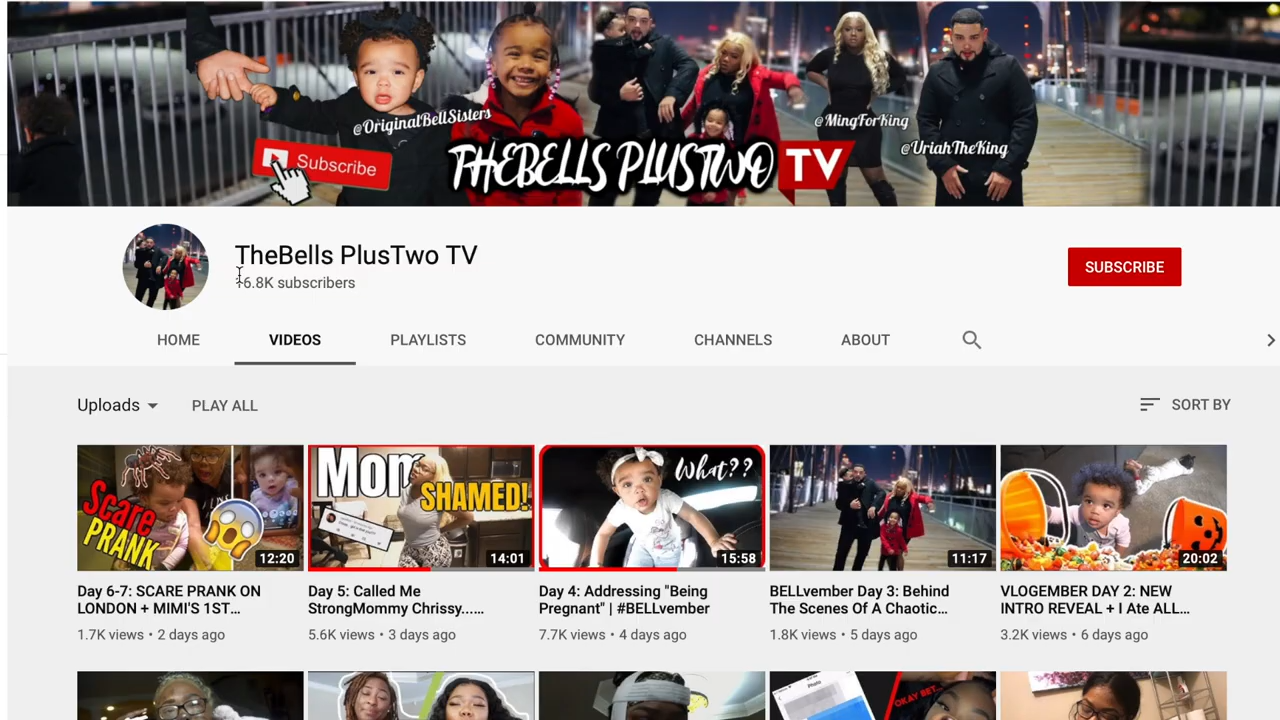 @OriginalBellSisters
@MingForKing
@UriahTheKing
Subscribe
THEBELLS PLUSTWO TV
TheBells PlusTwo TV
6.8K subscribers
SUBSCRIBE
HOME VIDEOS PLAYLISTS COMMUNITY CHANNELS ABOUT
Uploads PLAY ALL SORT BY
Scare
PRANK
12:20
Mom
SHAMED!
14:01
What??
15:58
11:17
20:02
Day 6-7: SCARE PRANK ON
LONDON + MIMI'S 1ST...
1.7K views • 2 days ago
Day 5: Called Me
StrongMommy Chrissy......
5.6K views • 3 days ago
Day 4: Addressing "Being
Pregnant" | #BELLvember
7.7K views • 4 days ago
BELLvember Day 3: Behind
The Scenes Of A Chaotic...
1.8K views • 5 days ago
VLOGEMBER DAY 2: NEW
INTRO REVEAL + I Ate ALL...
3.2K views • 6 days ago
Photo
OKAY BET...